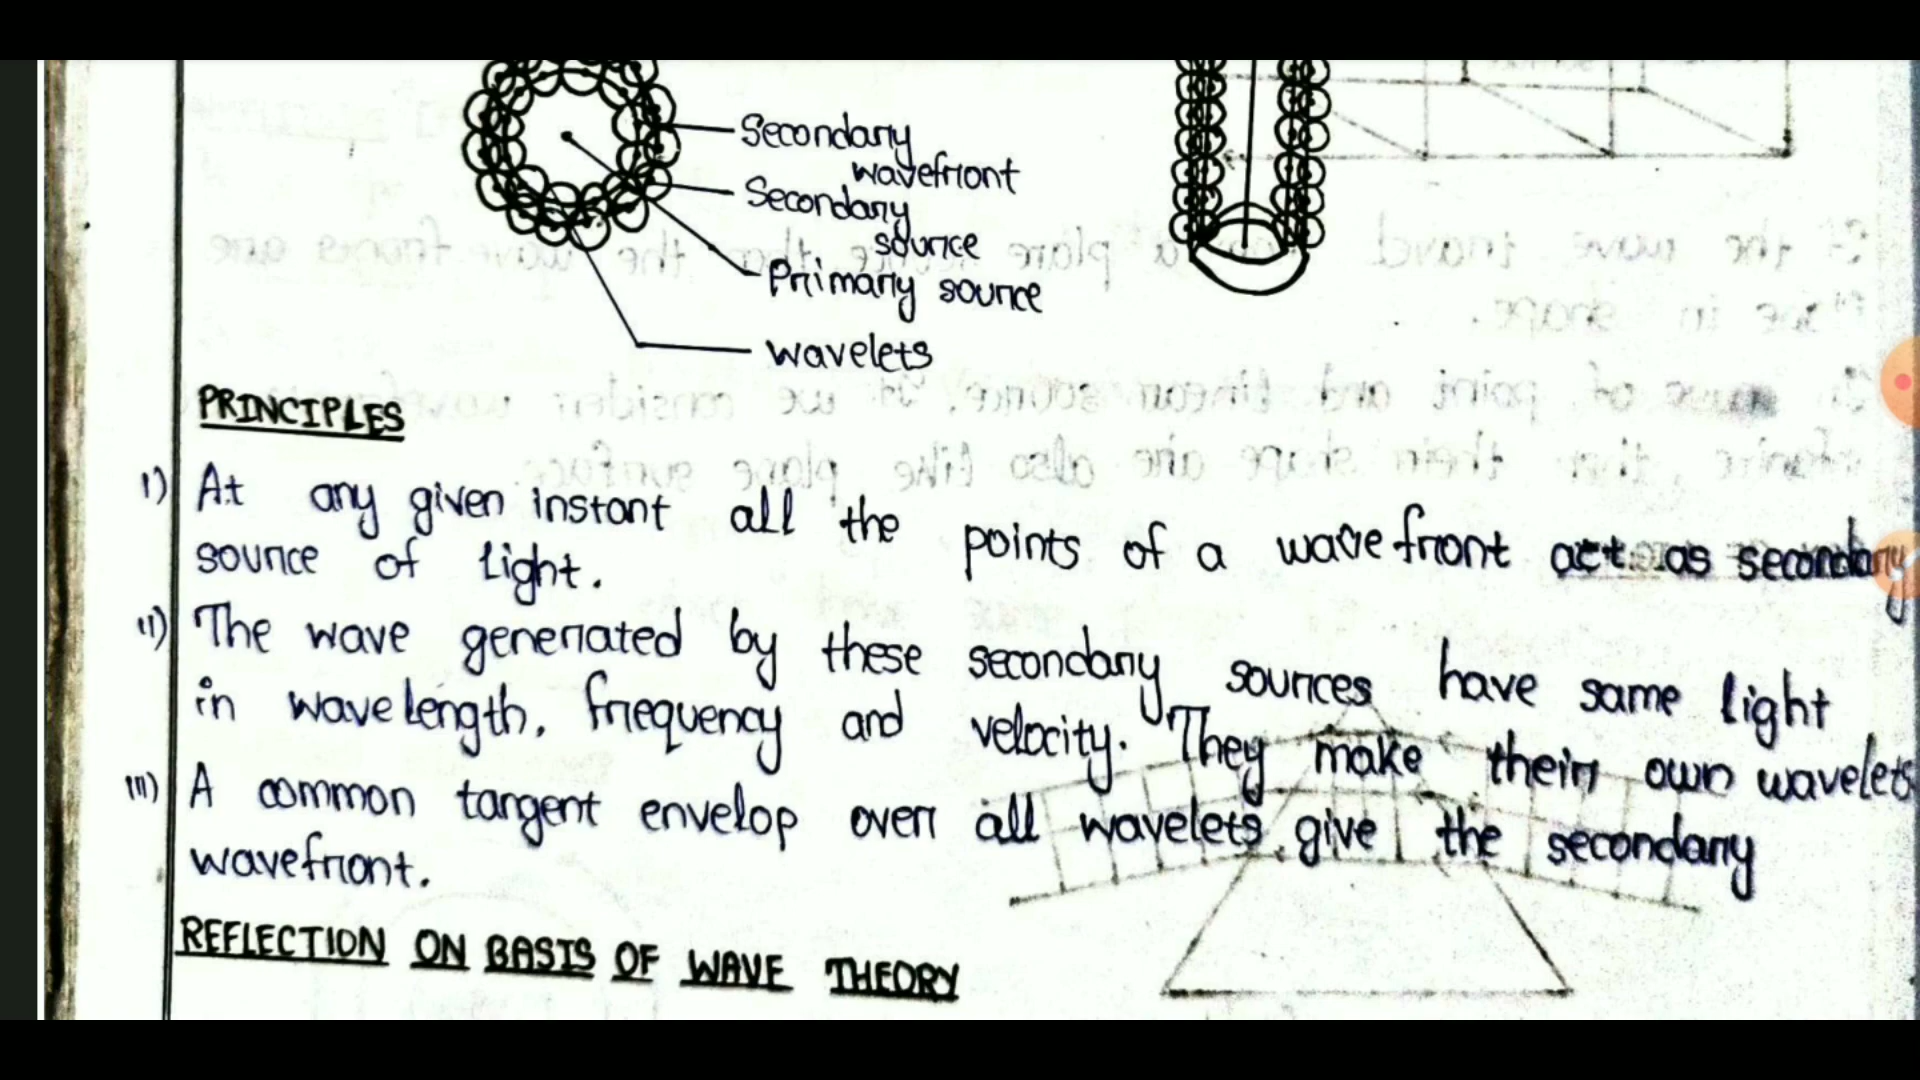 Secondary
wavefront
Secondary
source
Primary source
wavelets
PRINCIPLES
I) At any given instant all the points of a wavefront act as secondary
source of light.
II) The wave generated by these secondary sources have same light
in wavelength, frequency and velocity. They make their own wavelets
III) A common tangent envelop over all wavelets give the secondary
wavefront.
REFLECTION ON BASIS OF WAVE THEORY